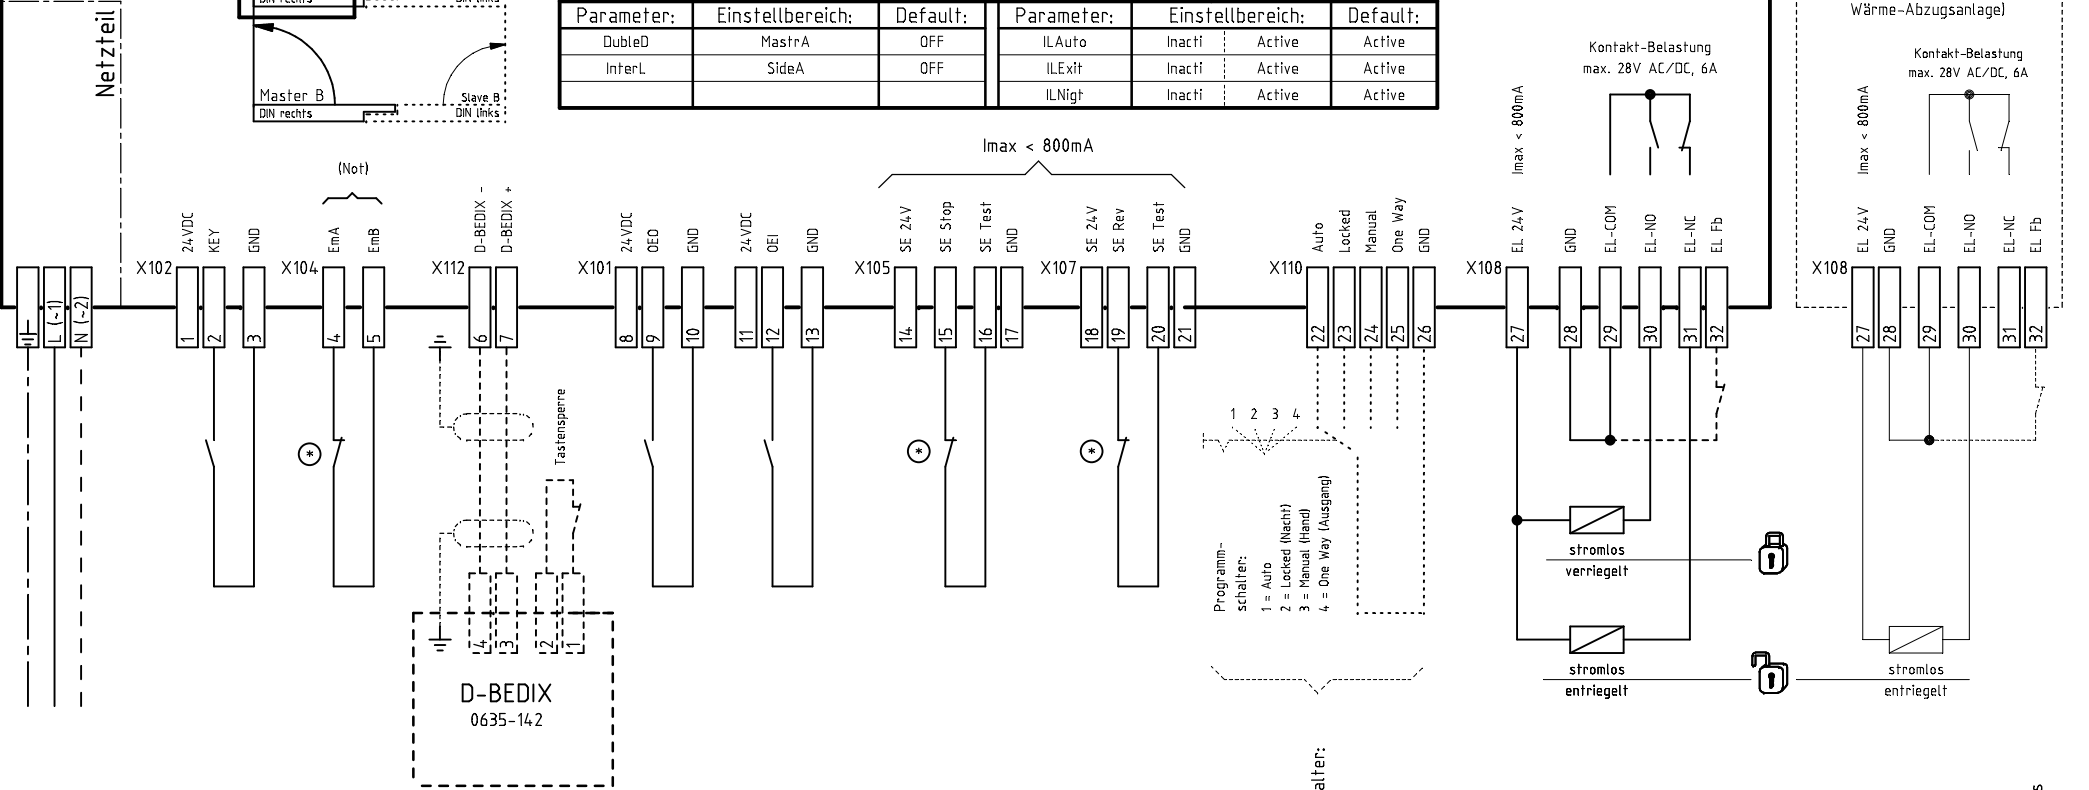 DIN rechts
DIN links
Netzteil
Master B
DIN rechts
Slave B
DIN links
Parameter: Einstellbereich: Default: Parameter: Einstellbereich: Default:
DubleD MastrA OFF ILAuto Inacti Active Active
InterL SideA OFF ILExit Inacti Active Active
ILNigt Inacti Active Active
Wärme-Abzugsanlage)
Kontakt-Belastung
max. 28V AC/DC, 6A
Kontakt-Belastung
max. 28V AC/DC, 6A
(Not)
Imax < 800mA
Imax < 800mA
Imax < 800mA
L (~1)
N (~2)
X102
24VDC
KEY
GND
1 2 3
X104
EmA
EmB
4 5
X112
D-BEDIX -
D-BEDIX +
6 7
X101
24VDC
OEO
GND
8 9 10
24VDC
OEI
GND
11 12 13
X105
SE 24V
SE Stop
SE Test
GND
14 15 16 17
X107
SE 24V
SE Rev
SE Test
GND
18 19 20 21
X110
Auto
Locked
Manual
One Way
GND
22 23 24 25 26
X108
EL 24V
GND
EL-COM
EL-NO
EL-NC
EL Fb
27 28 29 30 31 32
X108
EL 24V
GND
EL-COM
EL-NO
EL-NC
EL Fb
27 28 29 30 31 32
Tastensperre
*
*
*
1 2 3 4
Programm-
schalter:
1 = Auto
2 = Locked (Nacht)
3 = Manual (Hand)
4 = One Way (Ausgang)
stromlos
verriegelt
stromlos
entriegelt
stromlos
entriegelt
4 3 2 1
D-BEDIX
0635-142
alter: